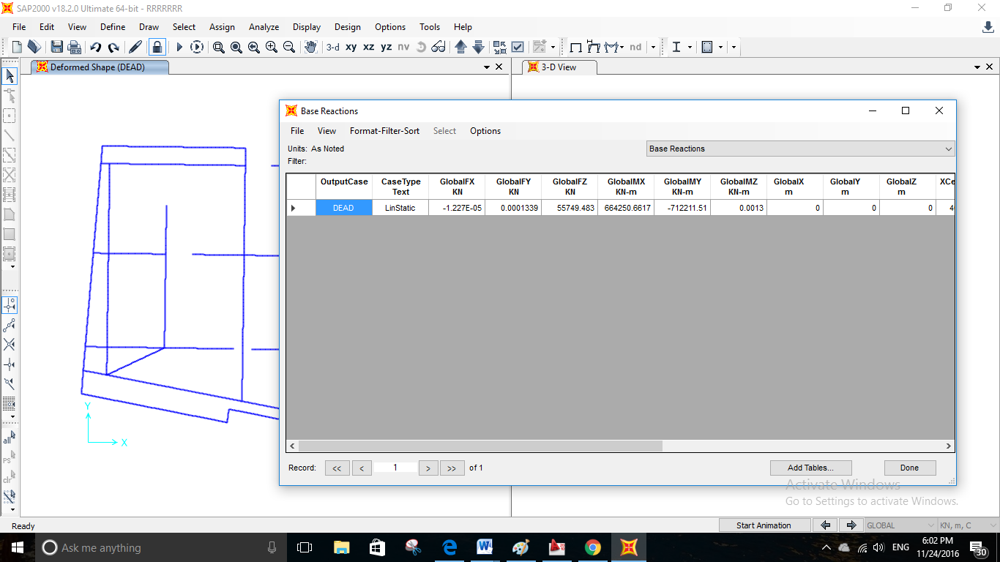 SAP2000 v18.2.0 Ultimate 64-bit - RRRRRRR
File Edit View Define Draw Select Assign Analyze Display Design Options Tools Help
3-d xy xz yz nv nd
Deformed Shape (DEAD)
3-D View
Base Reactions
File View Format-Filter-Sort Select Options
Units: As Noted
Base Reactions
Filter:
OutputCase CaseType GlobalFX GlobalFY GlobalFZ GlobalMX GlobalMY GlobalMZ GlobalX GlobalY GlobalZ XCe
Text KN KN KN KN-m KN-m KN-m m m m
DEAD LinStatic -1.227E-05 0.0001339 55749.483 664250.6617 -712211.51 0.0013 0 0 0 4
Record: << < 1 > >> of 1
Add Tables... Done
Y
X
all
PS
clr
Activate Windows
Go to Settings to activate Windows.
Ready
Start Animation
GLOBAL
KN, m, C
Ask me anything
ENG
6:02 PM
11/24/2016
30